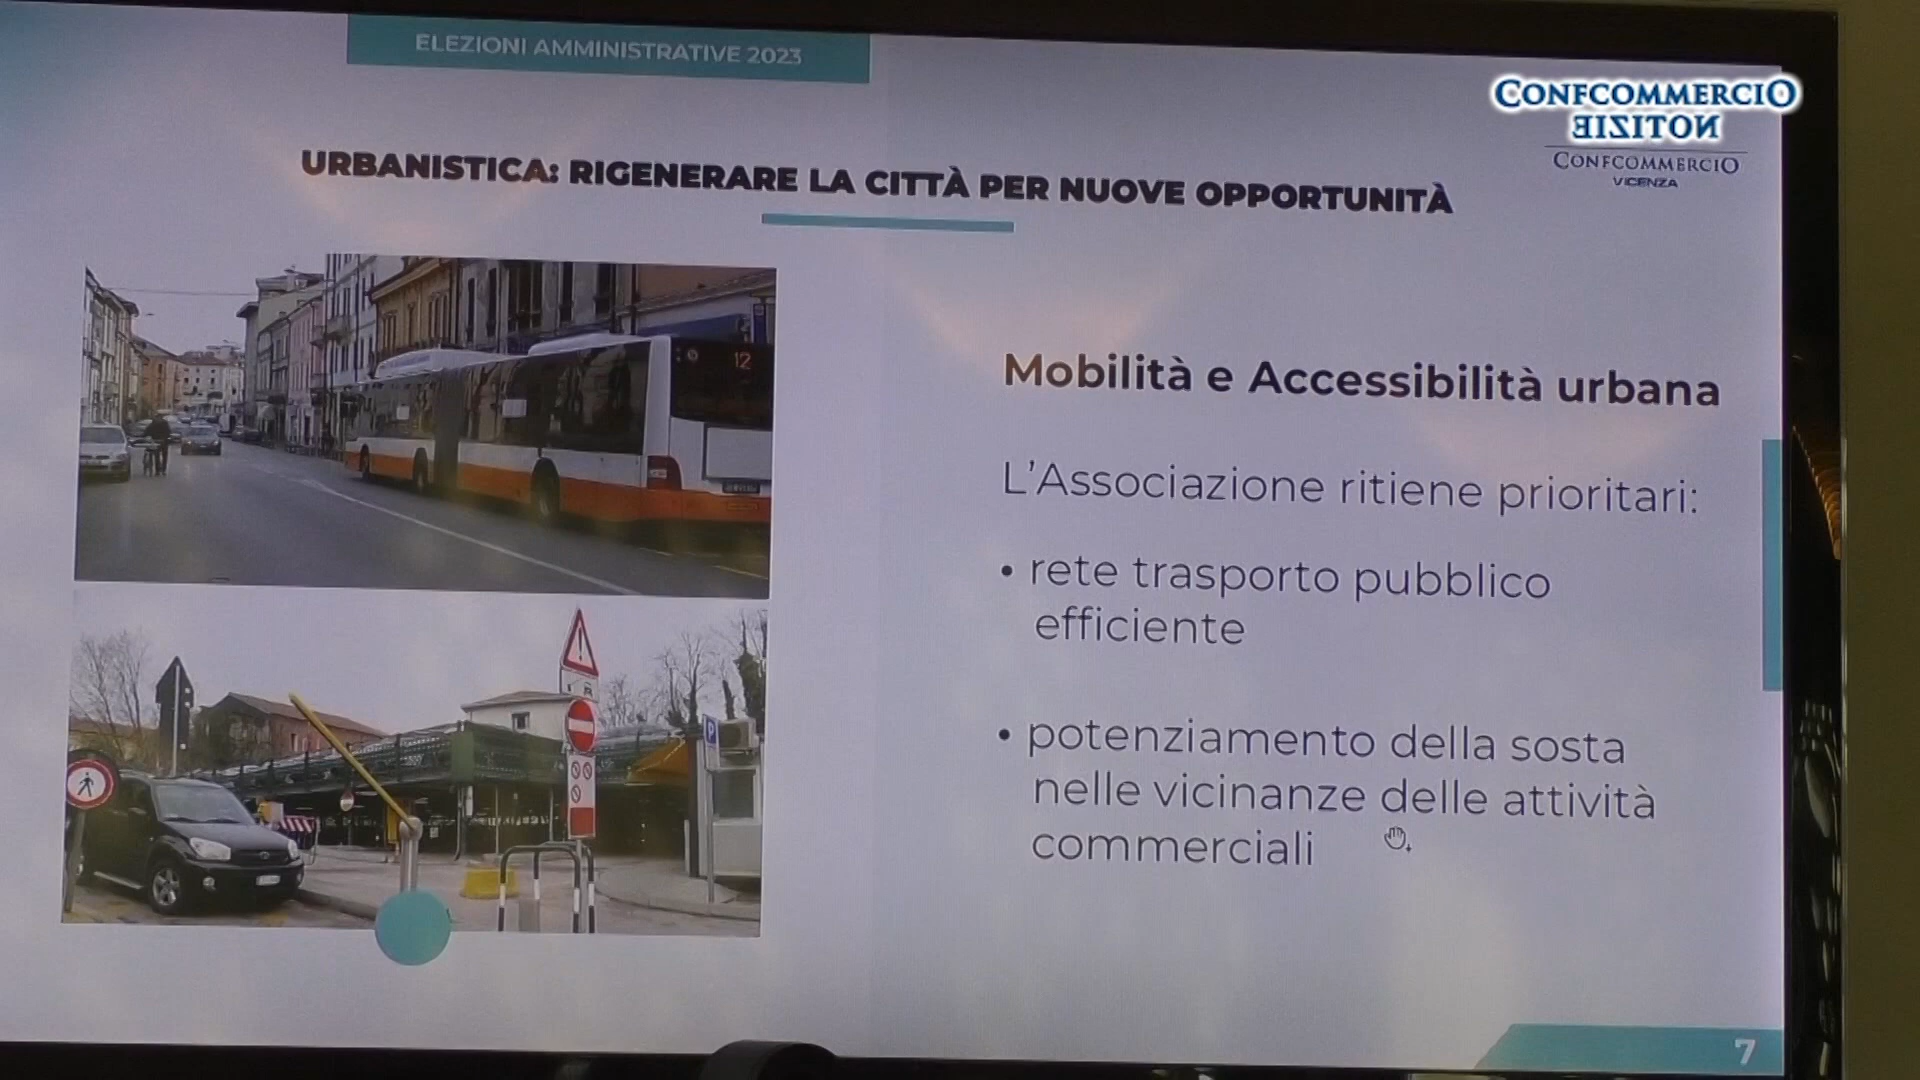 ELEZIONI AMMINISTRATIVE 2023
CONFCOMMERCIO
NOTIZIE
CONFCOMMERCIO
VICENZA
URBANISTICA: RIGENERARE LA CITTÀ PER NUOVE OPPORTUNITÀ
12
P
Mobilità e Accessibilità urbana
L'Associazione ritiene prioritari:
• rete trasporto pubblico
efficiente
• potenziamento della sosta
nelle vicinanze delle attività
commerciali
7